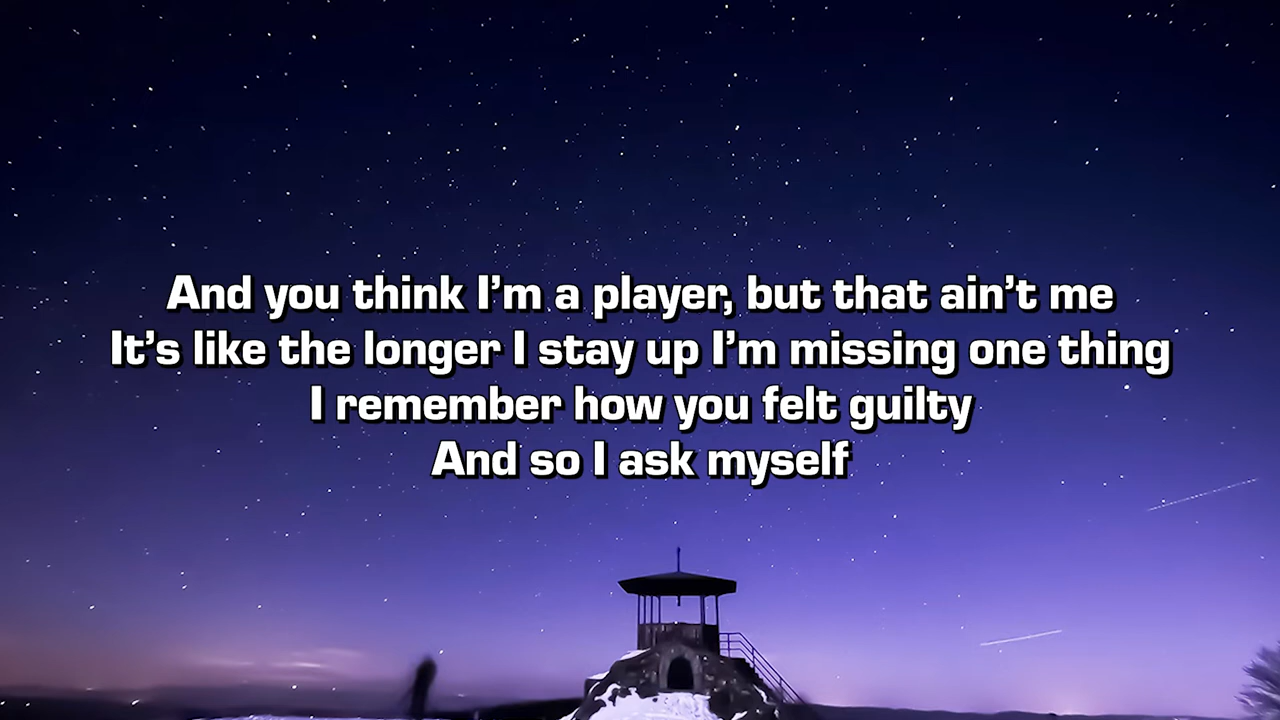 And you think I’m a player, but that ain’t me
It’s like the longer I stay up I’m missing one thing
I remember how you felt guilty
And so I ask myself